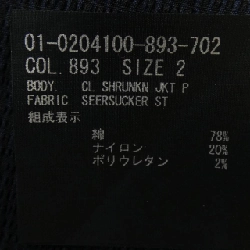 01-0204100-893-702
COL. 893 SIZE 2
BODY. CL SHRUNKN JKT P
FABRIC SEERSUCKER ST
組成表示
綿 78%
ナイロン 20%
ポリウレタン 2%